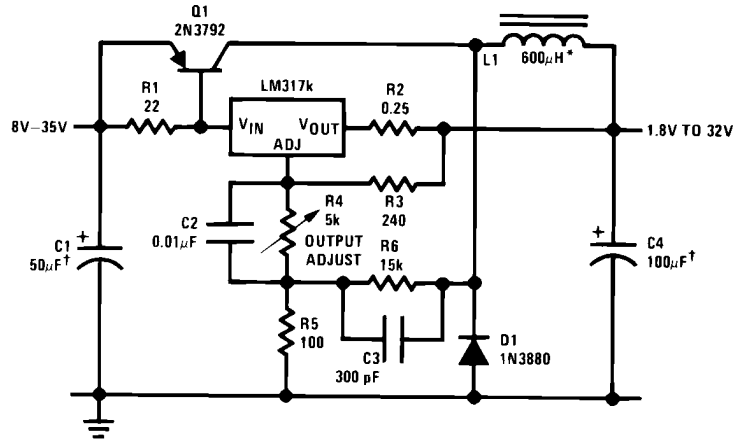 Q1
2N3792
L1
600μH*
R1
22
LM317k
R2
0.25
8V–35V
VIN
VOUT
ADJ
1.8V TO 32V
R4
5k
R3
240
C2
0.01μF
OUTPUT
ADJUST
R6
15k
+
C1
50μF†
+
C4
100μF†
R5
100
C3
300 pF
D1
1N3880